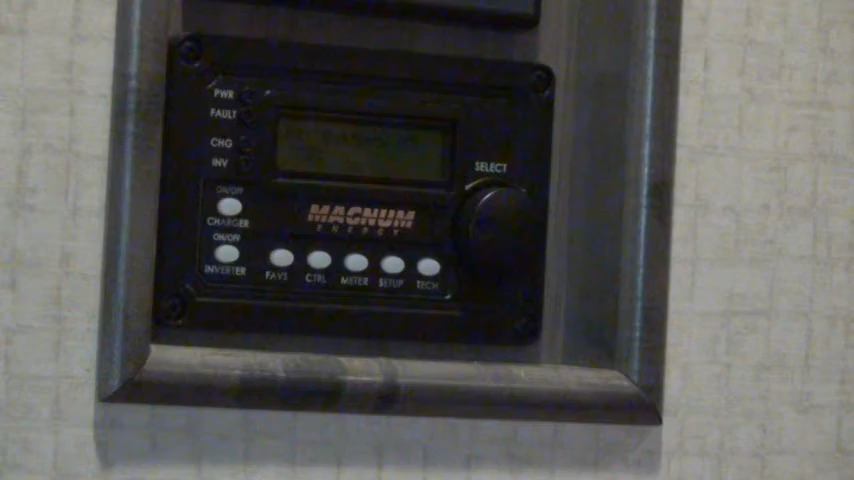 PWR
FAULT
CHG
INV
SELECT
ON/OFF
CHARGER
ON/OFF
INVERTER
MAGNUM
ENERGY
FAVS CTRL METER SETUP TECH